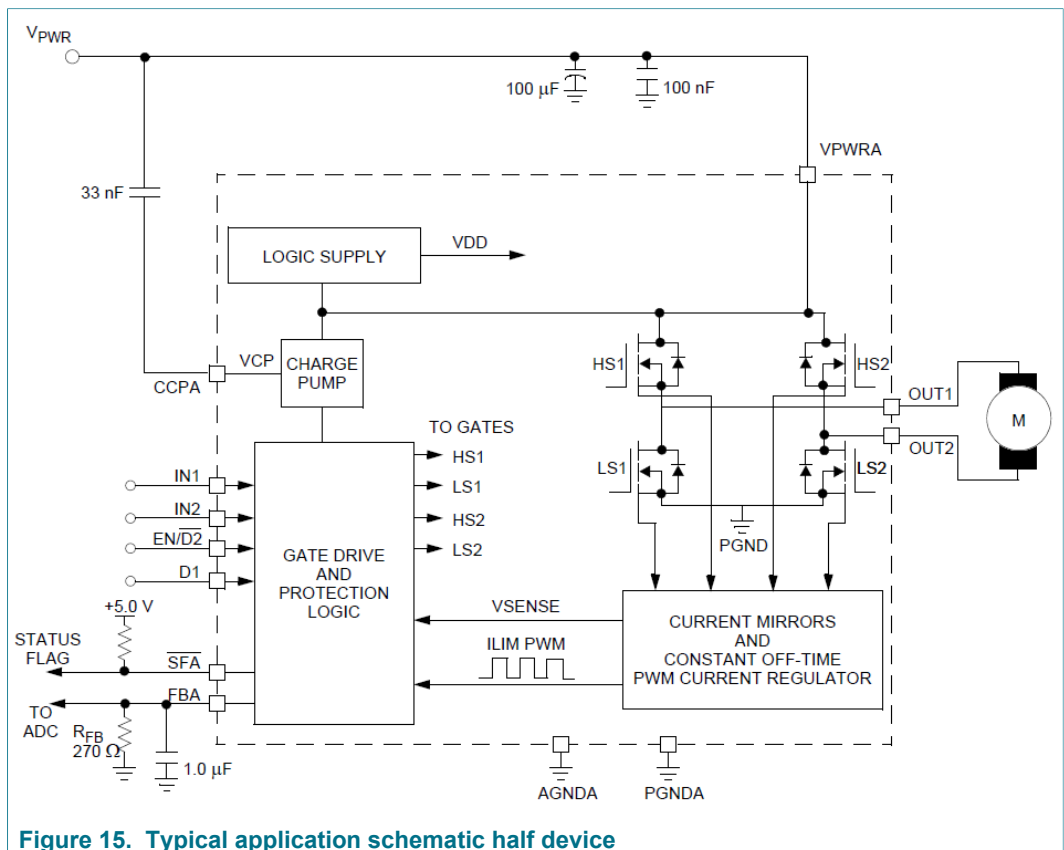 VPWR
100 µF
100 nF
VPWRA
33 nF
LOGIC SUPPLY
VDD
VCP
CHARGE
PUMP
CCPA
HS1
HS2
OUT1
M
OUT2
TO GATES
HS1
LS1
HS2
LS2
LS1
LS2
PGND
IN1
IN2
EN/D2
D1
+5.0 V
GATE DRIVE
AND
PROTECTION
LOGIC
VSENSE
ILIM PWM
CURRENT MIRRORS
AND
CONSTANT OFF-TIME
PWM CURRENT REGULATOR
STATUS
FLAG
SFA
FBA
TO
ADC
RFB
270 Ω
1.0 µF
AGNDA
PGNDA
Figure 15. Typical application schematic half device